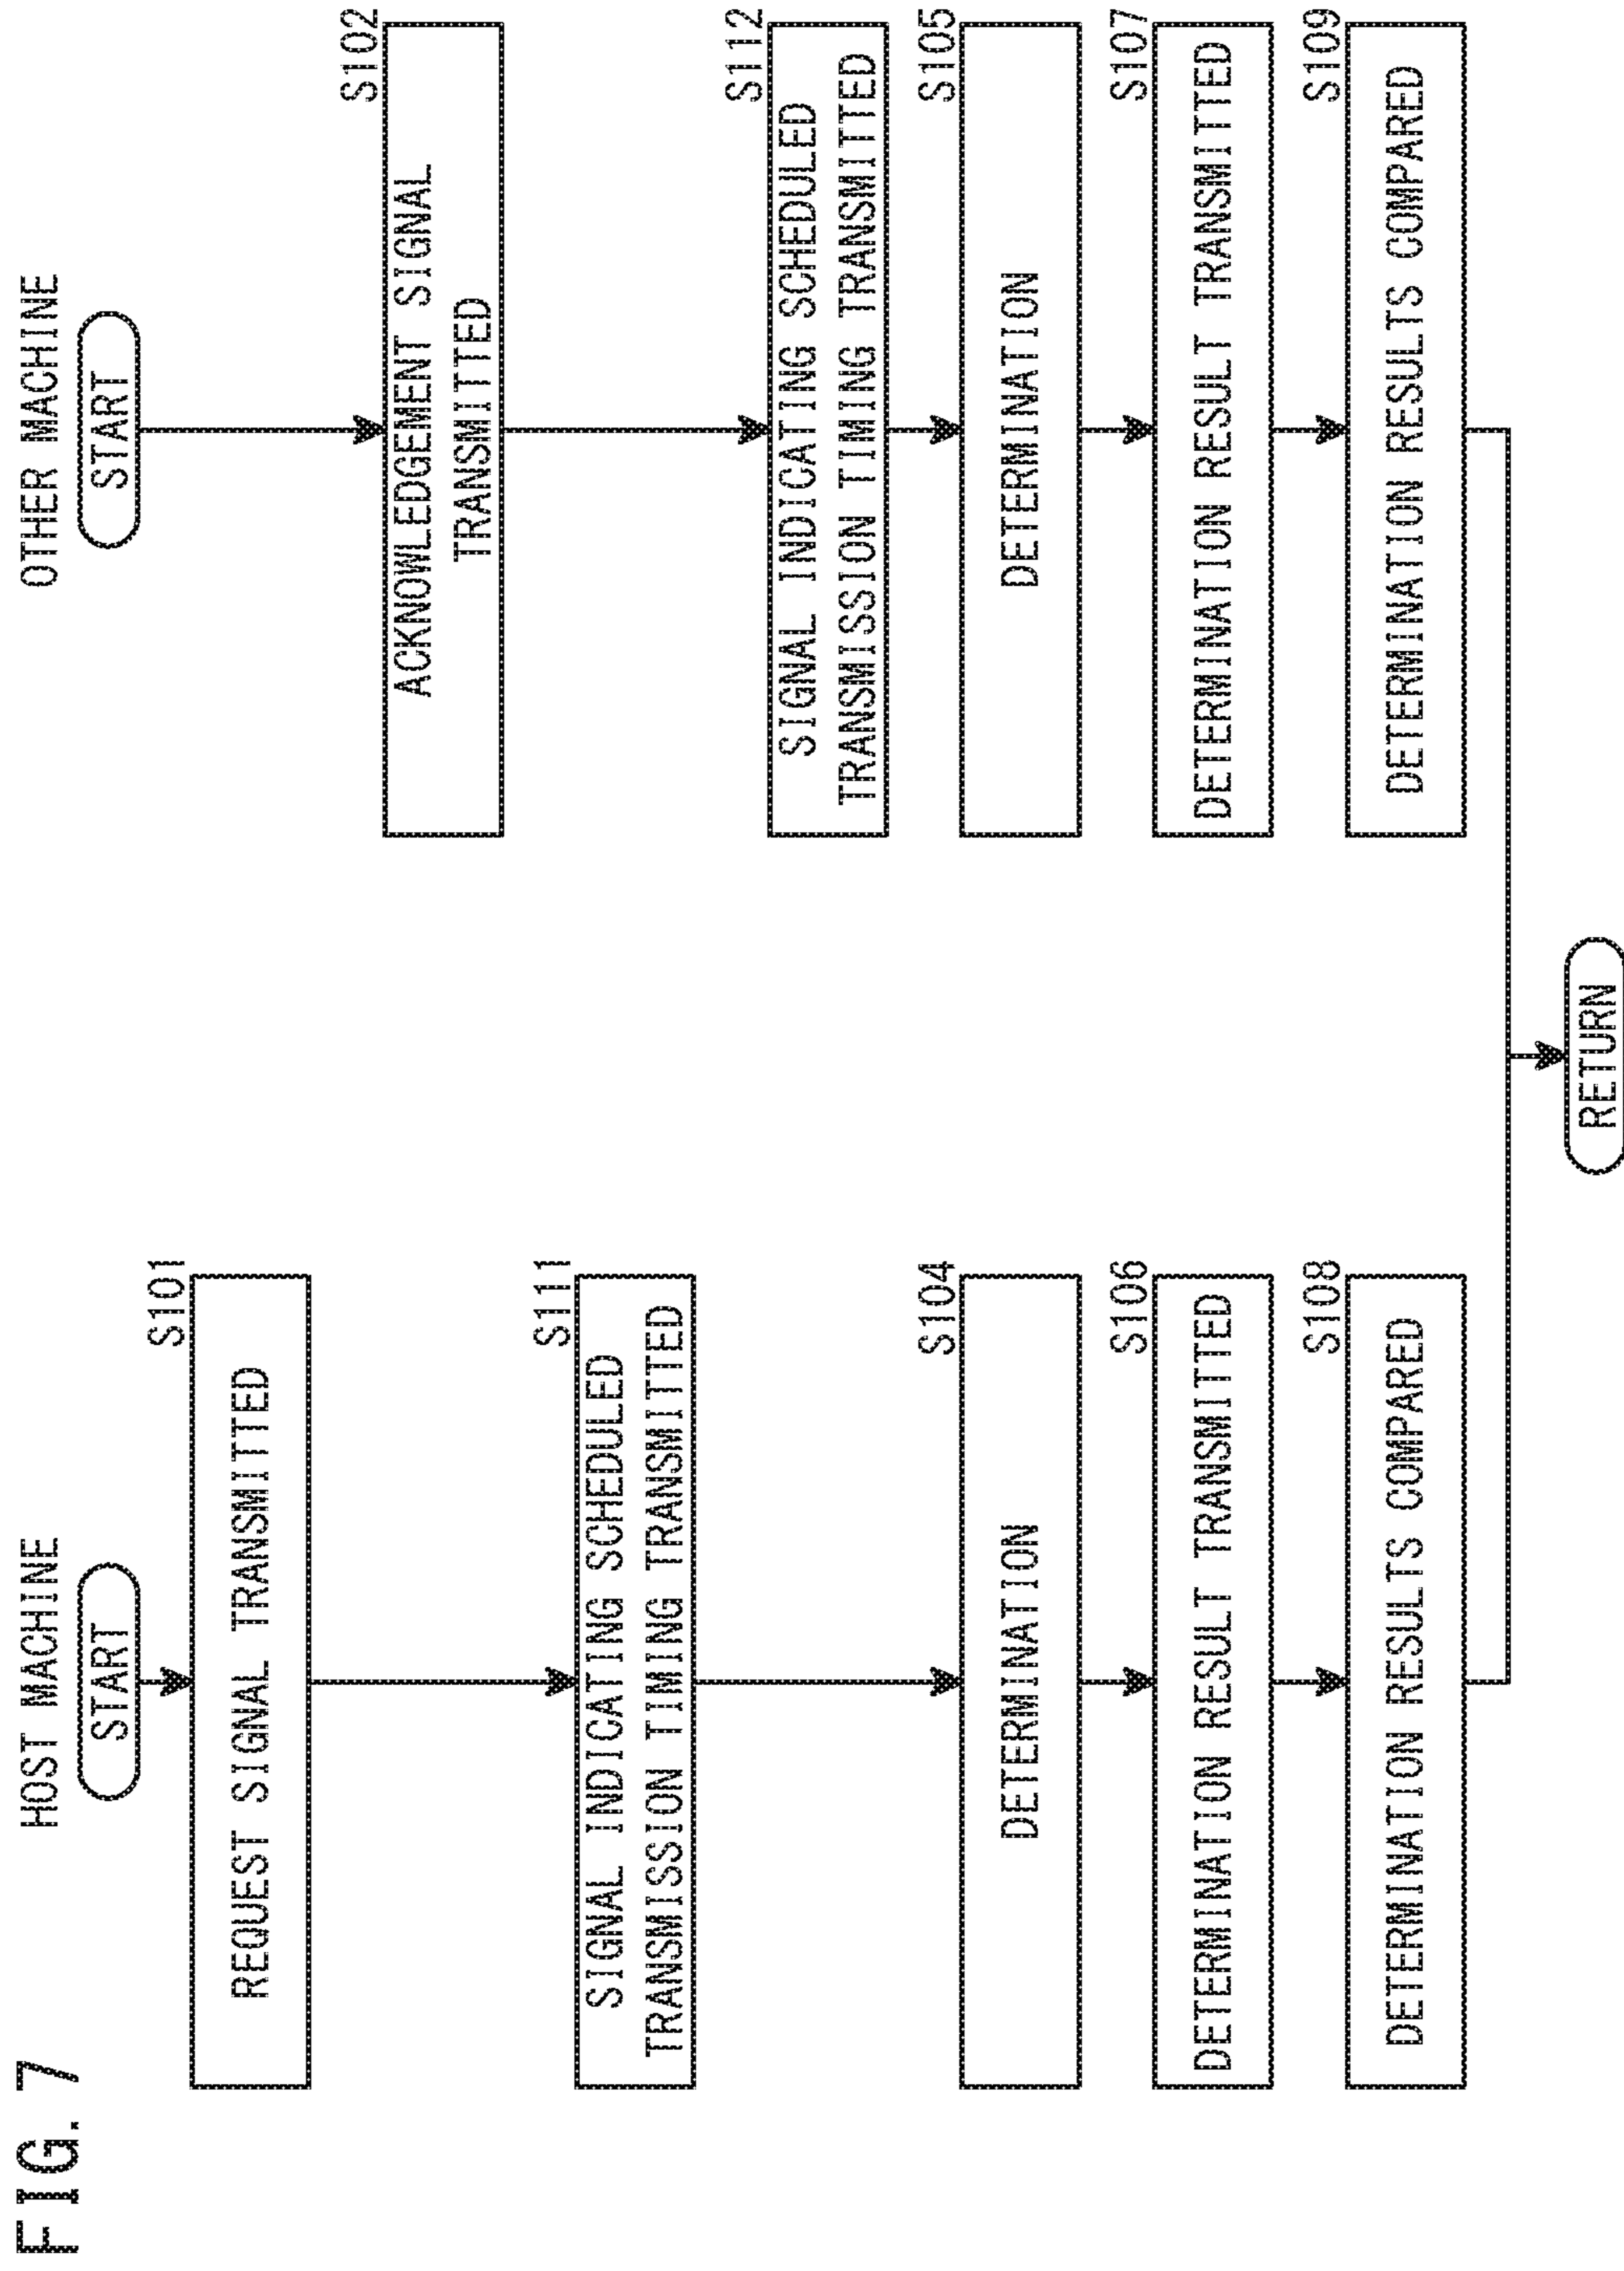 FIG. 7
HOST MACHINE
START
S101
REQUEST SIGNAL TRANSMITTED
S111
SIGNAL INDICATING SCHEDULED
TRANSMISSION TIMING TRANSMITTED
S104
DETERMINATION
S106
DETERMINATION RESULT TRANSMITTED
S108
DETERMINATION RESULTS COMPARED
OTHER MACHINE
START
S102
ACKNOWLEDGEMENT SIGNAL
TRANSMITTED
S112
SIGNAL INDICATING SCHEDULED
TRANSMISSION TIMING TRANSMITTED
S105
DETERMINATION
S107
DETERMINATION RESULT TRANSMITTED
S109
DETERMINATION RESULTS COMPARED
RETURN